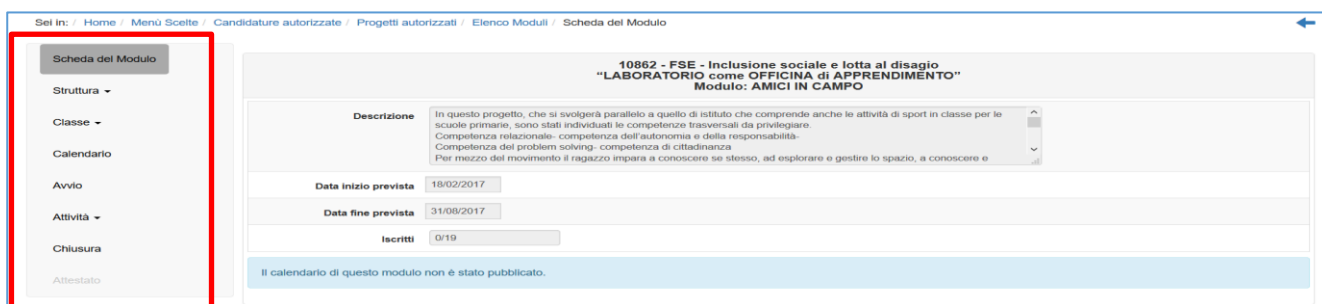 Sei in: / Home / Menù Scelte / Candidature autorizzate / Progetti autorizzati / Elenco Moduli / Scheda del Modulo
Scheda del Modulo
Struttura
Classe
Calendario
Avvio
Attività
Chiusura
Attestato
10862 - FSE - Inclusione sociale e lotta al disagio
"LABORATORIO come OFFICINA di APPRENDIMENTO"
Modulo: AMICI IN CAMPO
Descrizione
In questo progetto, che si svolgerà parallelo a quello di istituto che comprende anche le attività di sport in classe per le
scuole primarie, sono stati individuati le competenze trasversali da privilegiare.
Competenza relazionale- competenza dell'autonomia e della responsabilità-
Competenza del problem solving- competenza di cittadinanza
Per mezzo del movimento il ragazzo impara a conoscere se stesso, ad esplorare e gestire lo spazio, a conoscere e
Data inizio prevista 18/02/2017
Data fine prevista 31/08/2017
Iscritti 0/19
Il calendario di questo modulo non è stato pubblicato.